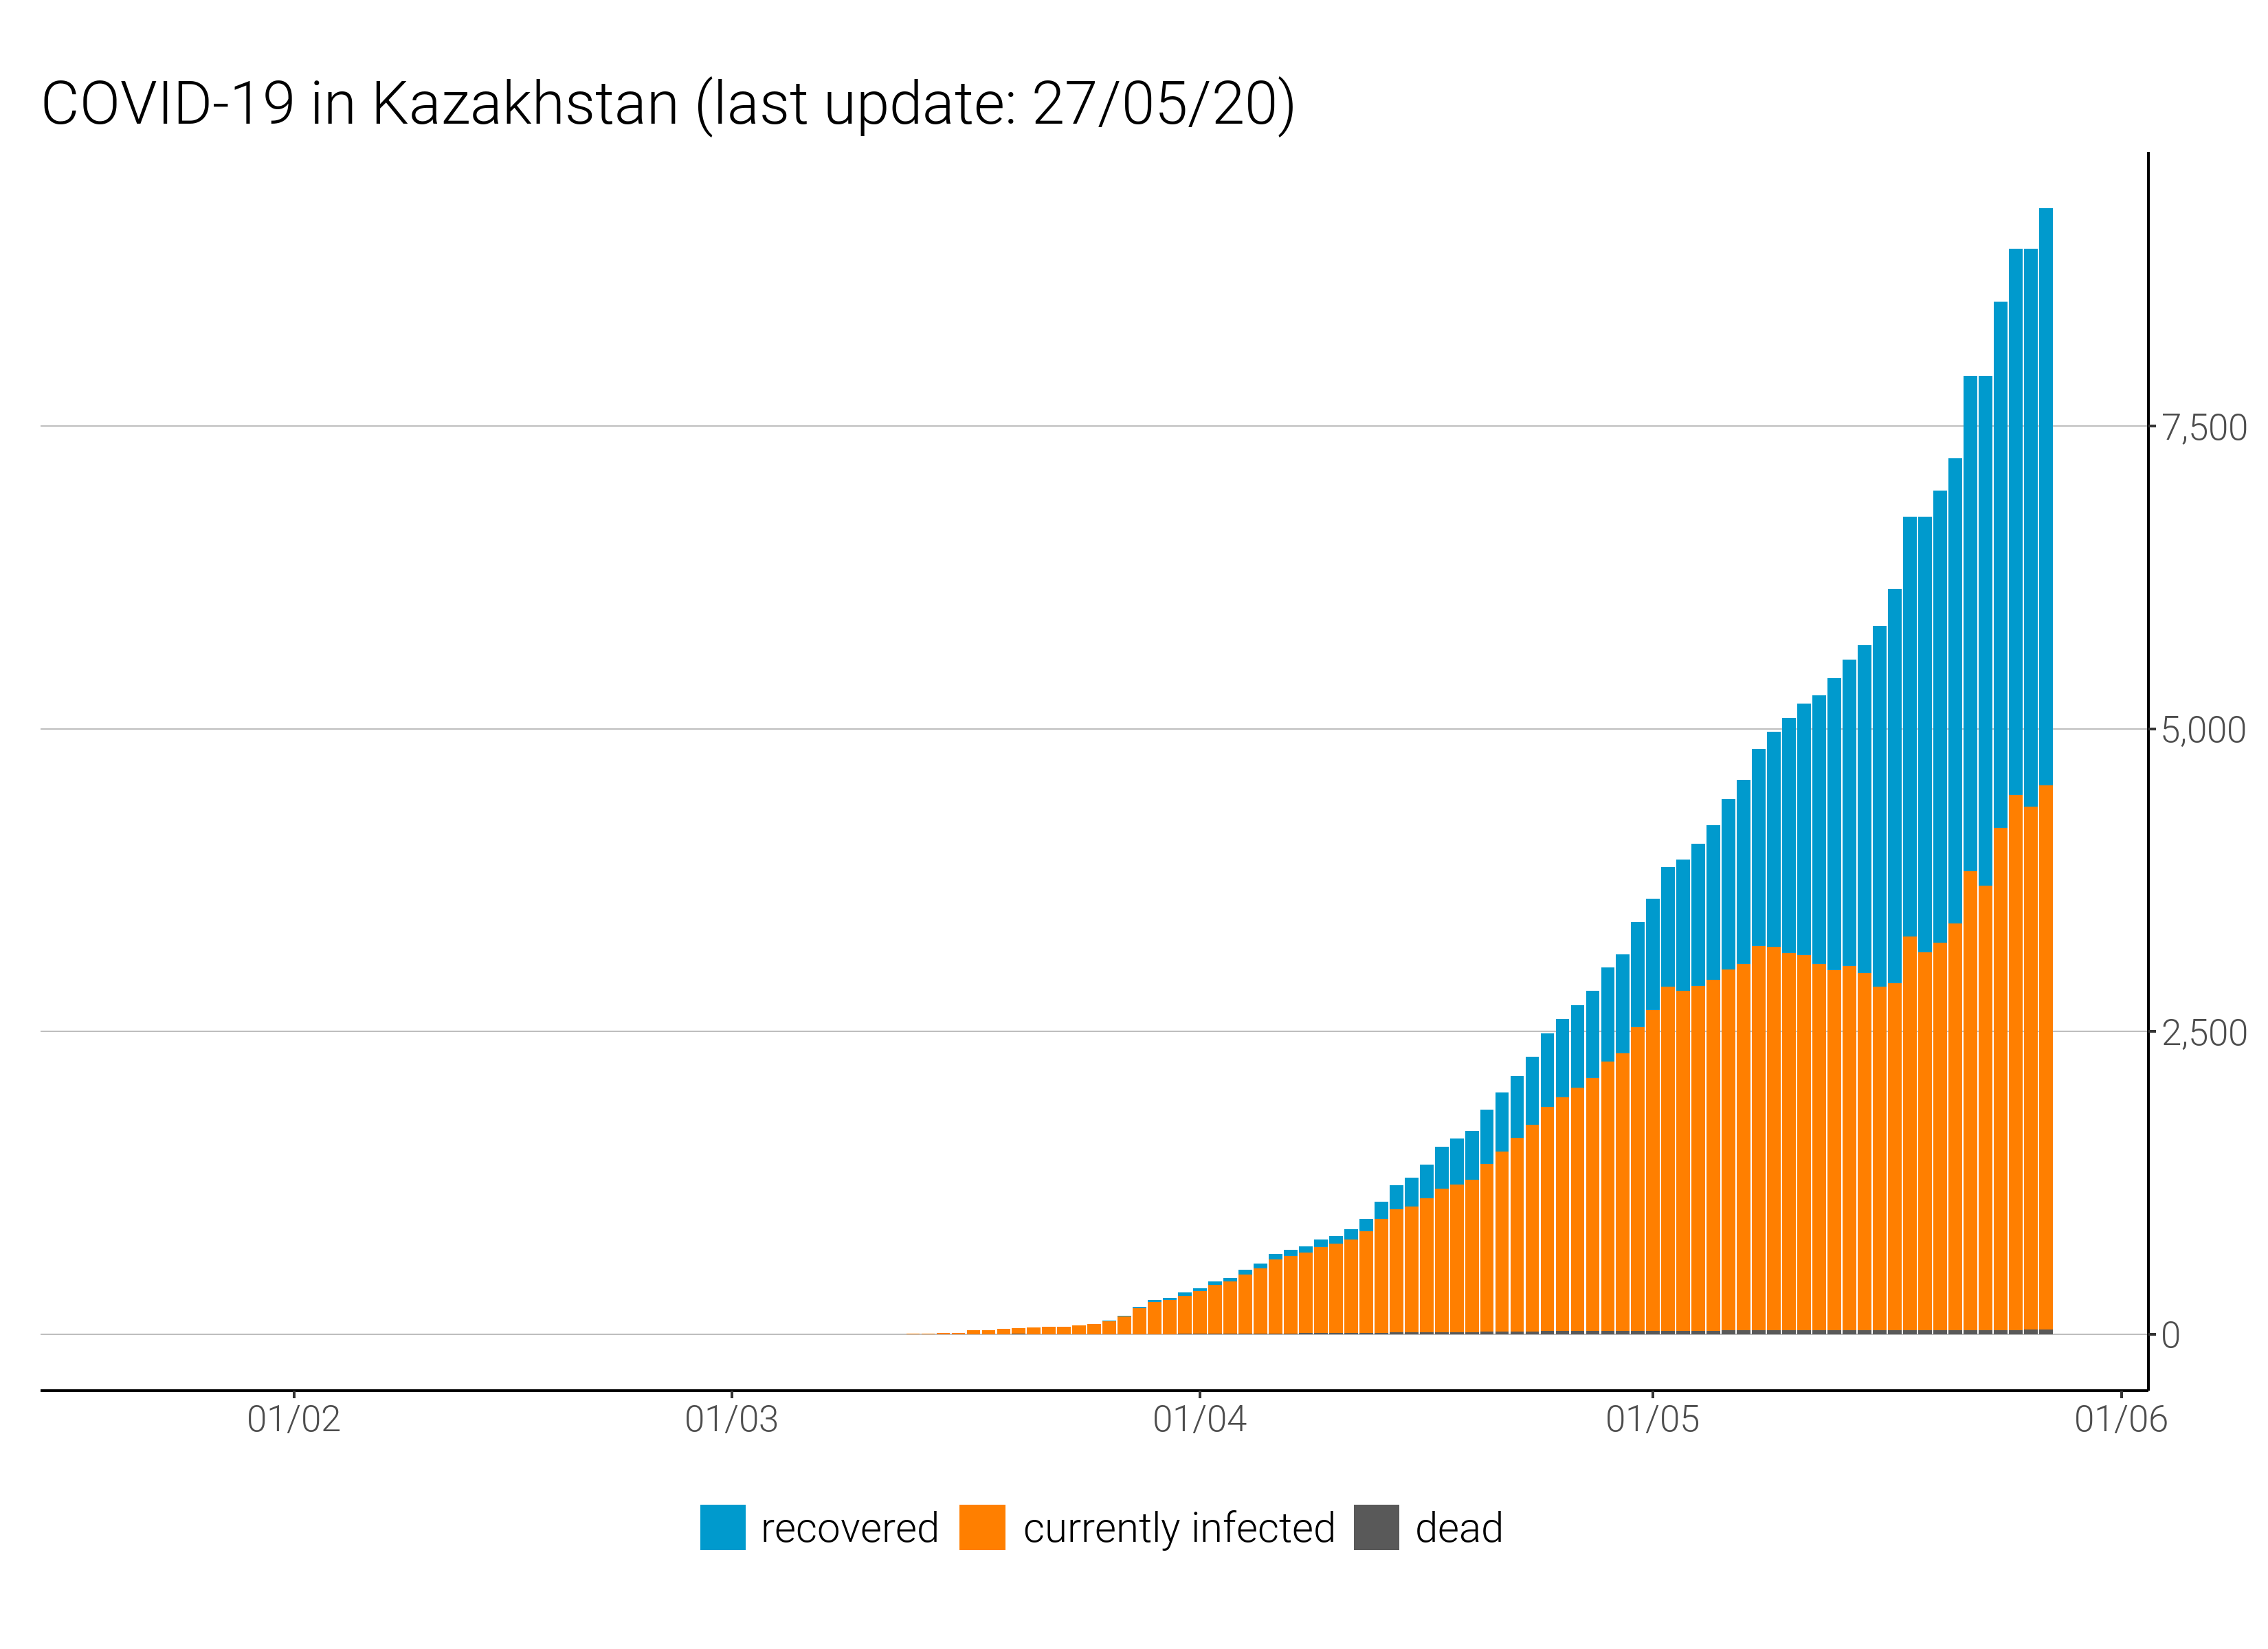 COVID-19 in Kazakhstan (last update: 27/05/20)
7,500
5,000
2,500
0
01/02 01/03 01/04 01/05 01/06
recovered currently infected dead